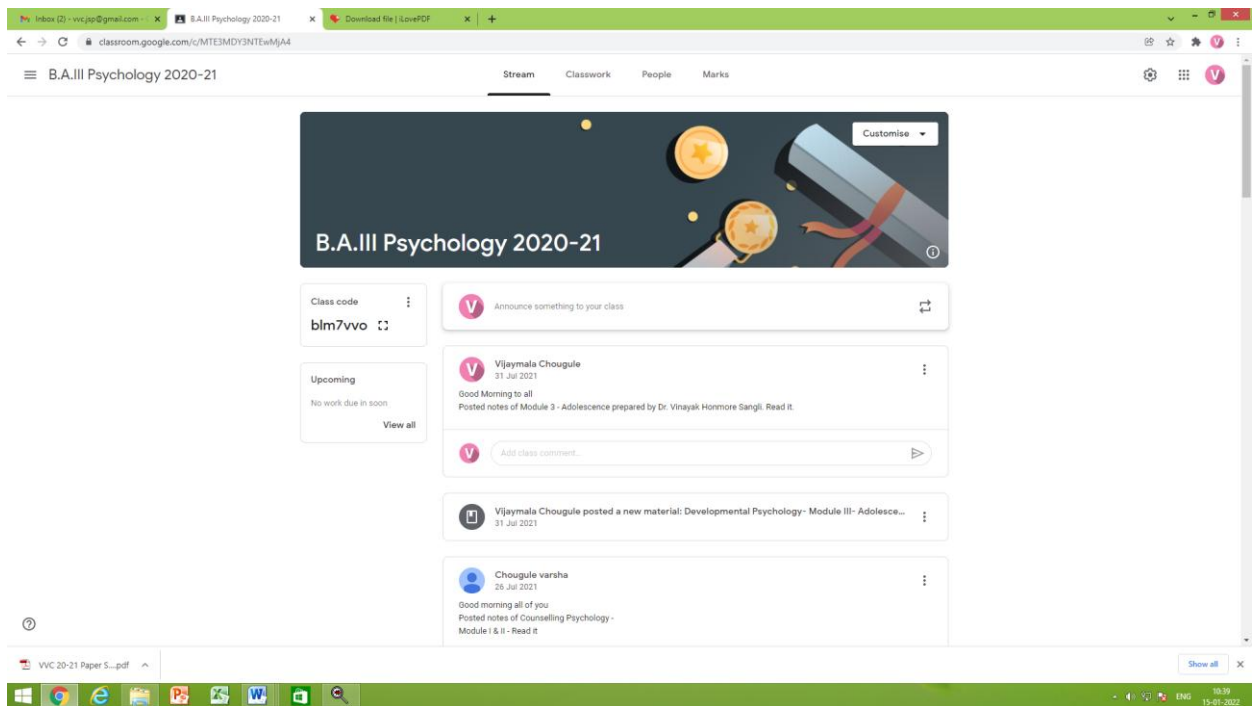 Inbox (2) - vvc.jsp@gmail.com -
B.A.III Psychology 2020-21
Download file | iLovePDF
classroom.google.com/c/MTE3MDY3NTEwMjA4
B.A.III Psychology 2020-21
Stream
Classwork
People
Marks
V
Customise
B.A.III Psychology 2020-21
Class code
blm7vvo
Upcoming
No work due in soon
View all
V
Announce something to your class
V
Vijaymala Chougule
31 Jul 2021
Good Morning to all
Posted notes of Module 3 - Adolescence prepared by Dr. Vinayak Honmore Sangli. Read it.
V
Add class comment...
Vijaymala Chougule posted a new material: Developmental Psychology- Module III- Adolesce...
31 Jul 2021
Chougule varsha
26 Jul 2021
Good morning all of you
Posted notes of Counselling Psychology -
Module I & II - Read it
VVC 20-21 Paper S....pdf
Show all
ENG
10:39
15-01-2022